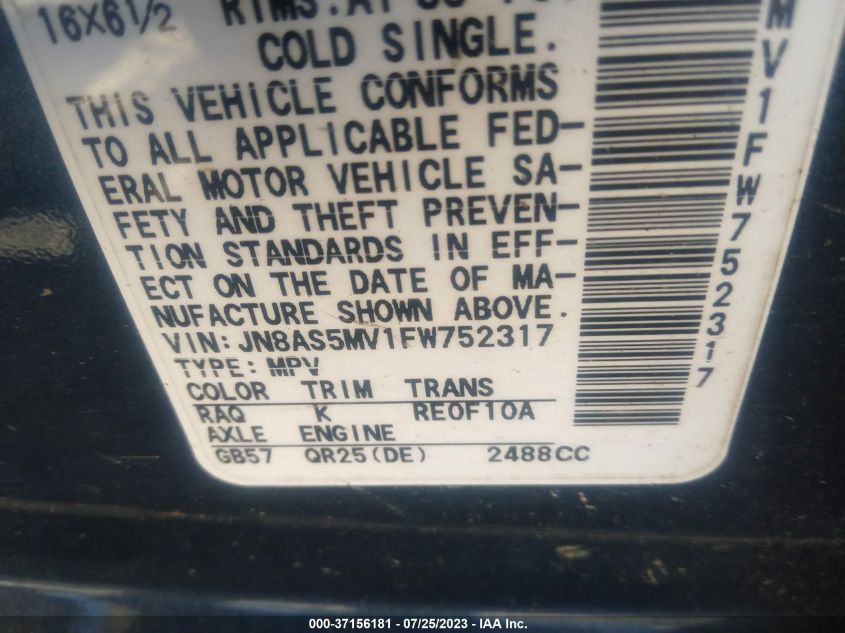 16X6½
COLD SINGLE.
THIS VEHICLE CONFORMS
TO ALL APPLICABLE FED-
ERAL MOTOR VEHICLE SA-
FETY AND THEFT PREVEN-
TION STANDARDS IN EFF-
ECT ON THE DATE OF MA-
NUFACTURE SHOWN ABOVE.
VIN:JN8AS5MV1FW752317
TYPE:MPV
COLOR TRIM TRANS
RAQ K RE0F10A
AXLE ENGINE
GB57 QR25(DE) 2488CC
MV1FW752317
000-37156181 - 07/25/2023 - © IAA Inc.